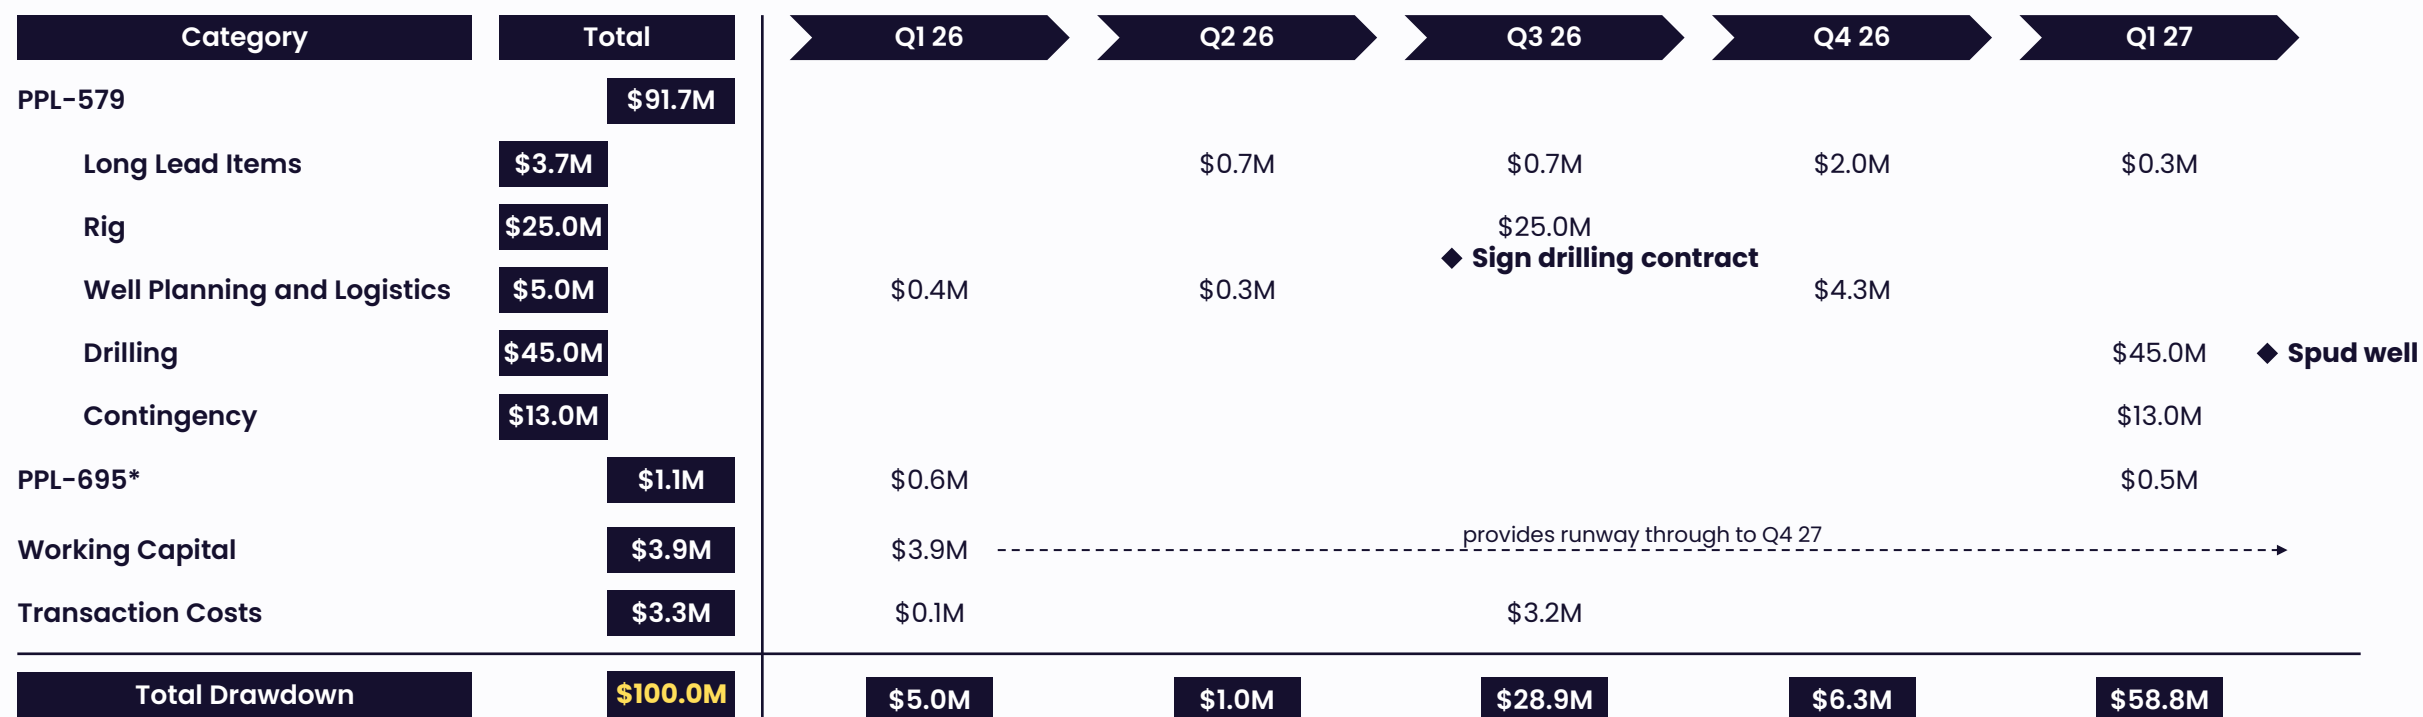 Category Total Q1 26 Q2 26 Q3 26 Q4 26 Q1 27
PPL-579 $91.7M
Long Lead Items $3.7M $0.7M $0.7M $2.0M $0.3M
Rig $25.0M $25.0M
◆ Sign drilling contract
Well Planning and Logistics $5.0M $0.4M $0.3M $4.3M
Drilling $45.0M $45.0M ◆ Spud well
Contingency $13.0M $13.0M
PPL-695* $1.1M $0.6M $0.5M
provides runway through to Q4 27
Working Capital $3.9M $3.9M
Transaction Costs $3.3M $0.1M $3.2M
Total Drawdown $100.0M $5.0M $1.0M $28.9M $6.3M $58.8M